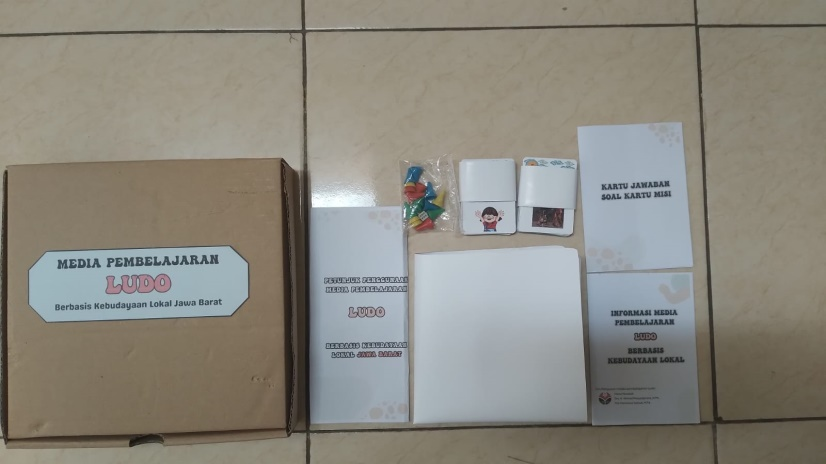 MEDIA PEMBELAJARAN
LUDO
Berbasis Kebudayaan Lokal Jawa Barat
PETUNJUK PENGGUNAAN
MEDIA PEMBELAJARAN
LUDO
BERBASIS KEBUDAYAAN
LOKAL JAWA BARAT
KARTU JAWABAN
SOAL KARTU MISI
INFORMASI MEDIA
PEMBELAJARAN
LUDO
BERBASIS
KEBUDAYAAN LOKAL